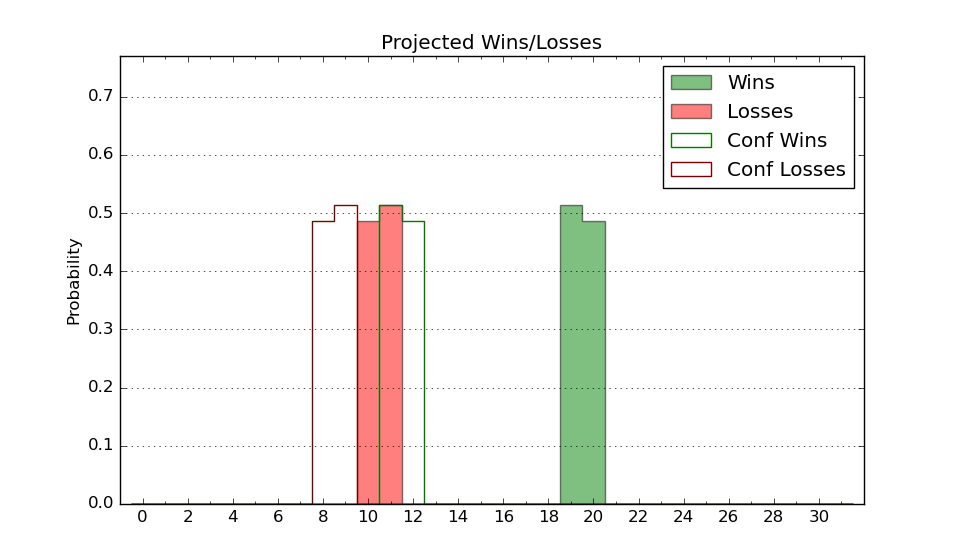 Projected Wins/Losses
Wins
Losses
Conf Wins
Conf Losses
Probability
0.7
0.6
0.5
0.4
0.3
0.2
0.1
0.0
0 2 4 6 8 10 12 14 16 18 20 22 24 26 28 30